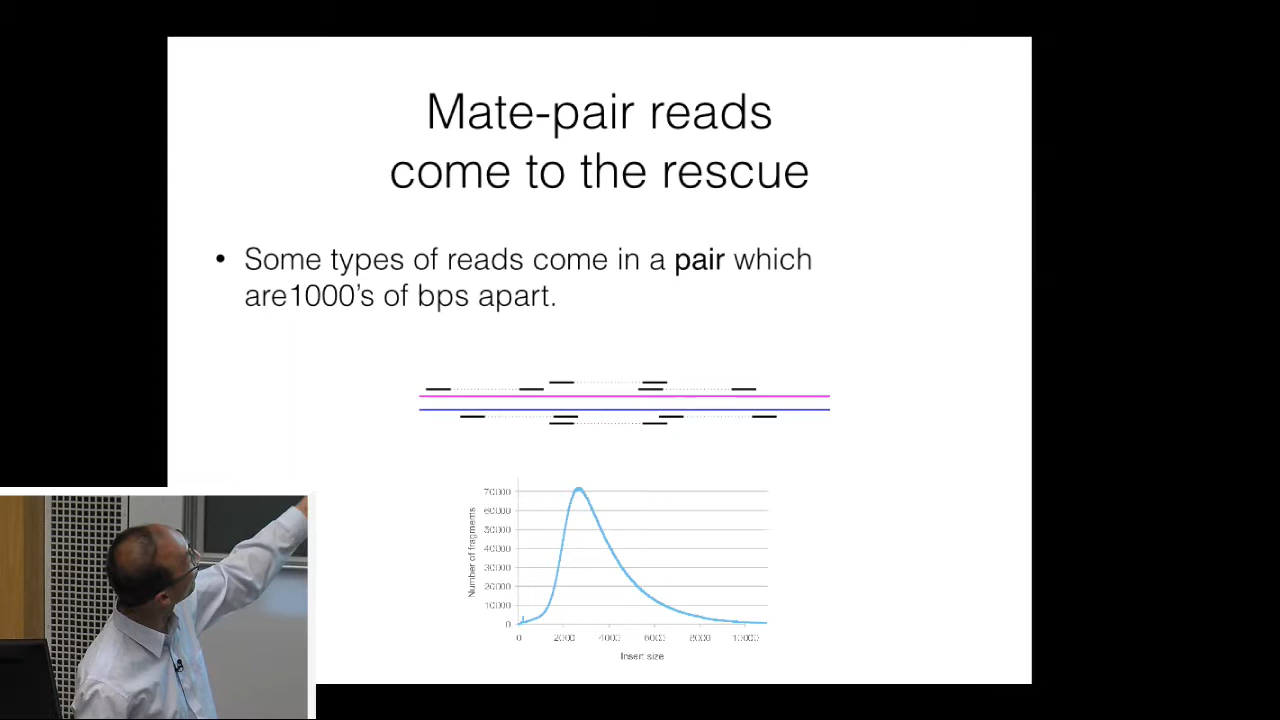 Mate-pair reads
come to the rescue
• Some types of reads come in a pair which
are1000's of bps apart.
Number of fragments
70000
60000
50000
40000
30000
20000
10000
0
0 2000 4000 6000 8000 10000
Insert size